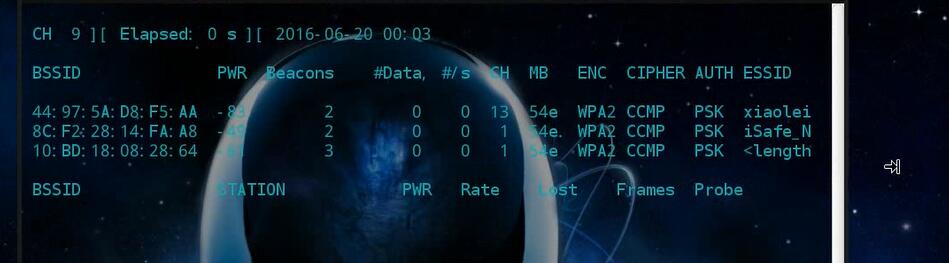 CH 9 ][ Elapsed: 0 s ][ 2016-06-20 00:03
BSSID PWR Beacons #Data, #/s CH MB ENC CIPHER AUTH ESSID
44:97:5A:D8:F5:AA -83 2 0 0 13 54e WPA2 CCMP PSK xiaolei
8C:F2:28:14:FA:A8 2 0 0 1 54e. WPA2 CCMP PSK iSafe_N
10:BD:18:08:28:64 3 0 0 1 54e WPA2 CCMP PSK <length
BSSID STATION PWR Rate Lost Frames Probe